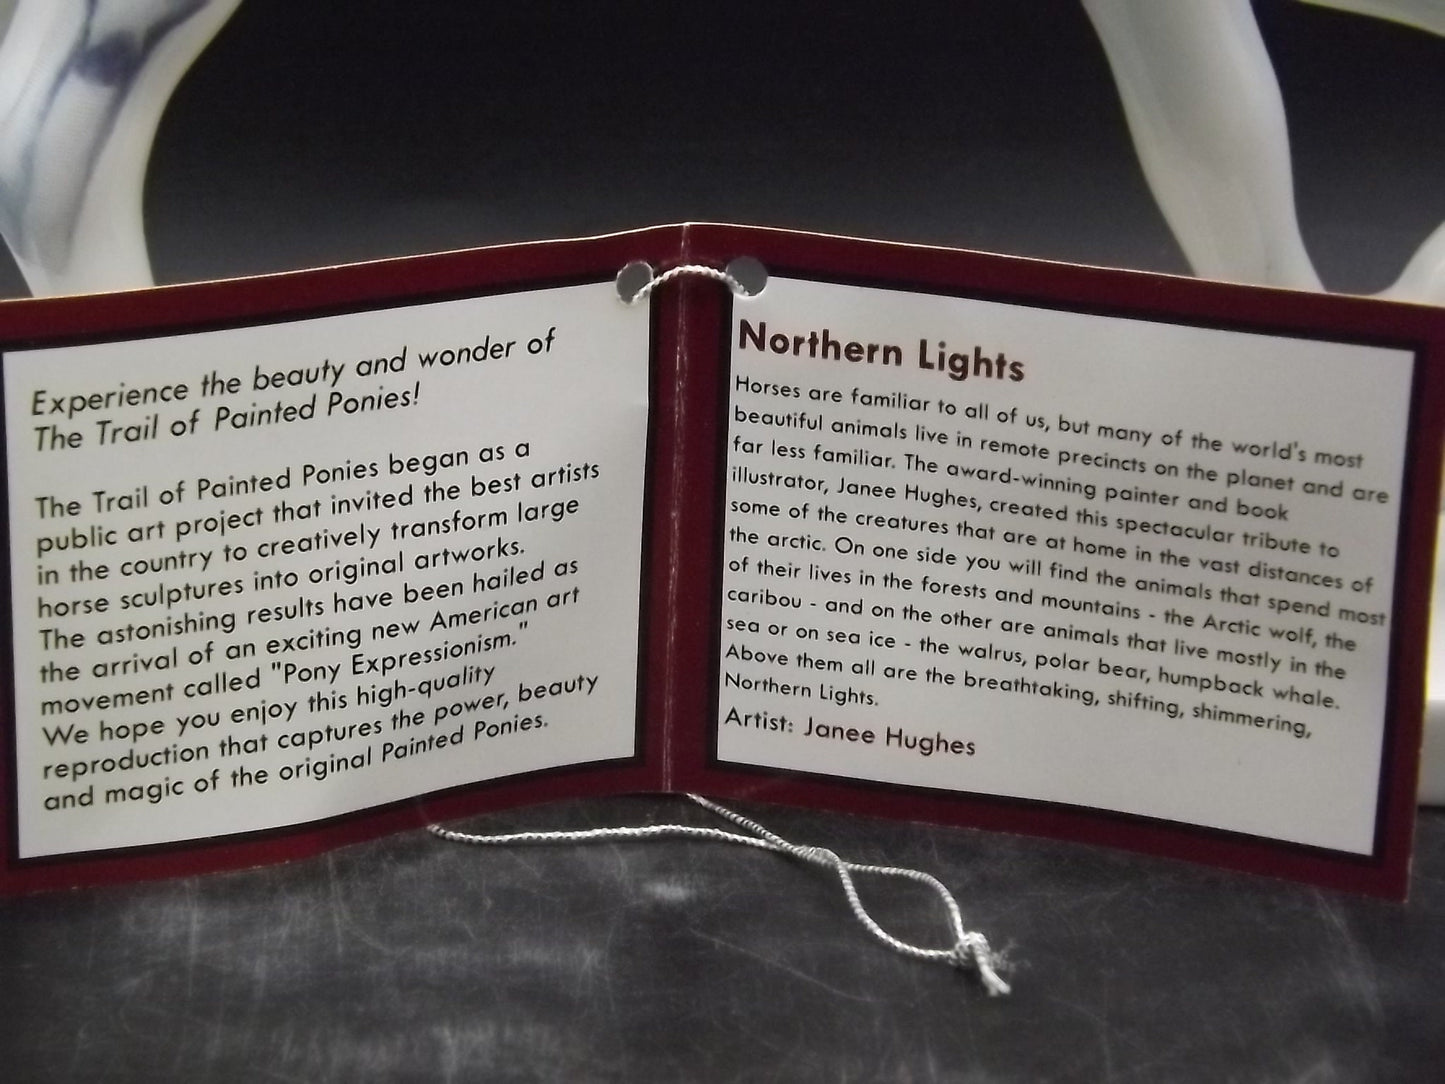 Experience the beauty and wonder of
The Trail of Painted Ponies!
The Trail of Painted Ponies began as a
public art project that invited the best artists
in the country to creatively transform large
horse sculptures into original artworks.
The astonishing results have been hailed as
the arrival of an exciting new American art
movement called "Pony Expressionism."
We hope you enjoy this high-quality
reproduction that captures the power, beauty
and magic of the original Painted Ponies.
Northern Lights
Horses are familiar to all of us, but many of the world's most
beautiful animals live in remote precincts on the planet and are
far less familiar. The award-winning painter and book
illustrator, Janee Hughes, created this spectacular tribute to
some of the creatures that are at home in the vast distances of
the arctic. On one side you will find the animals that spend most
of their lives in the forests and mountains - the Arctic wolf, the
caribou - and on the other are animals that live mostly in the
sea or on sea ice - the walrus, polar bear, humpback whale.
Above them all are the breathtaking, shifting, shimmering,
Northern Lights.
Artist: Janee Hughes